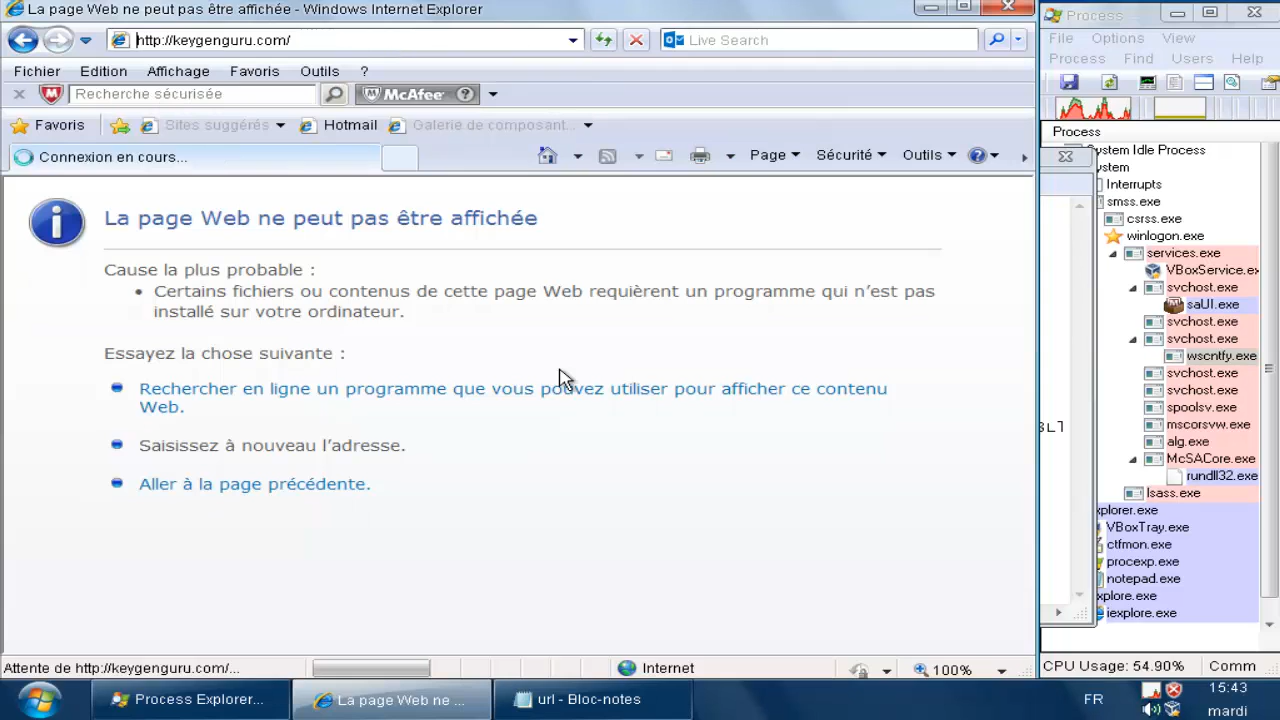 La page Web ne peut pas être affichée - Windows Internet Explorer
http://keygenguru.com/
Live Search
Fichier Edition Affichage Favoris Outils ?
Recherche sécurisée McAfee ?
Favoris Sites suggérés Hotmail Galerie de composant...
Connexion en cours...
Page Sécurité Outils ?
La page Web ne peut pas être affichée
Cause la plus probable :
• Certains fichiers ou contenus de cette page Web requièrent un programme qui n'est pas
installé sur votre ordinateur.
Essayez la chose suivante :
Rechercher en ligne un programme que vous pouvez utiliser pour afficher ce contenu
Web.
Saisissez à nouveau l'adresse.
Aller à la page précédente.
Attente de http://keygenguru.com/...
Internet
100%
Process
File Options View
Process Find Users Help
Process
System Idle Process
System
Interrupts
smss.exe
csrss.exe
winlogon.exe
services.exe
VBoxService.ex
svchost.exe
saUI.exe
svchost.exe
svchost.exe
wscntfy.exe
svchost.exe
svchost.exe
spoolsv.exe
mscorsvw.exe
alg.exe
McSACore.exe
rundll32.exe
lsass.exe
xplorer.exe
VBoxTray.exe
ctfmon.exe
procexp.exe
notepad.exe
explore.exe
iexplore.exe
CPU Usage: 54.90% Comm
Process Explorer... La page Web ne ... url - Bloc-notes
FR
15:43
mardi